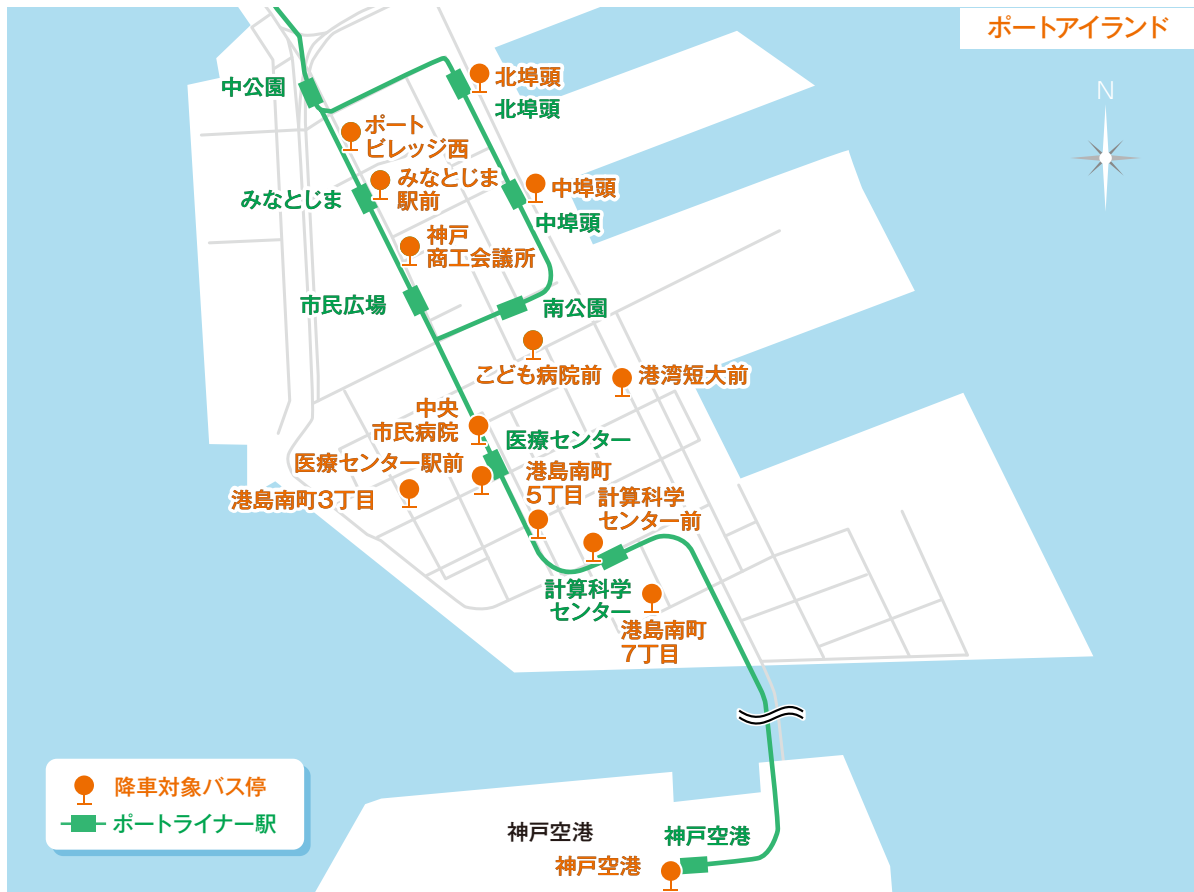 ポートアイランド
N
中公園
北埠頭
北埠頭
ポート
ビレッジ西
みなとじま
みなとじま
駅前
中埠頭
中埠頭
神戸
商工会議所
市民広場
南公園
こども病院前
港湾短大前
中央
市民病院
医療センター
医療センター駅前
港島南町
5丁目
港島南町3丁目
計算科学
センター前
計算科学
センター
港島南町
7丁目
降車対象バス停
ポートライナー駅
神戸空港
神戸空港
神戸空港